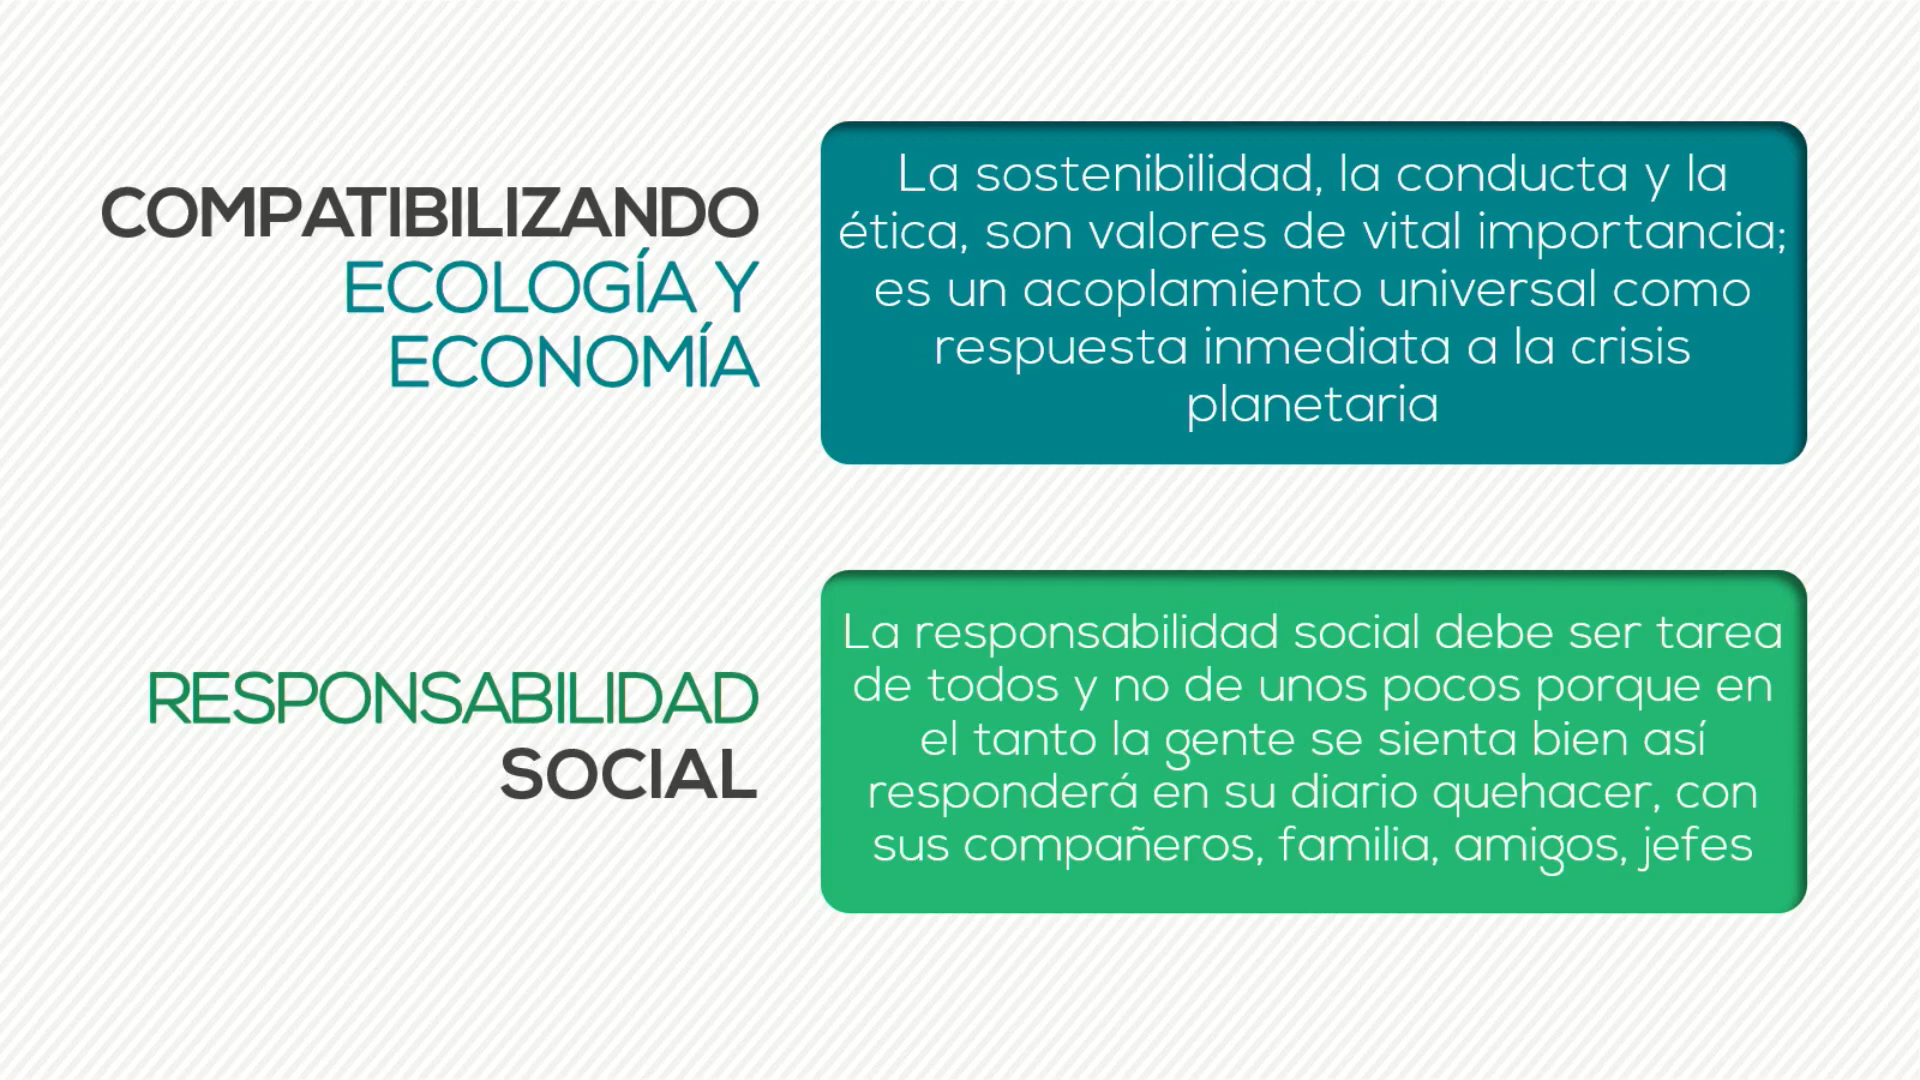 COMPATIBILIZANDO
ECOLOGÍA Y
ECONOMÍA
La sostenibilidad, la conducta y la
ética, son valores de vital importancia;
es un acoplamiento universal como
respuesta inmediata a la crisis
planetaria
RESPONSABILIDAD
SOCIAL
La responsabilidad social debe ser tarea
de todos y no de unos pocos porque en
el tanto la gente se sienta bien así
responderá en su diario quehacer, con
sus compañeros, familia, amigos, jefes